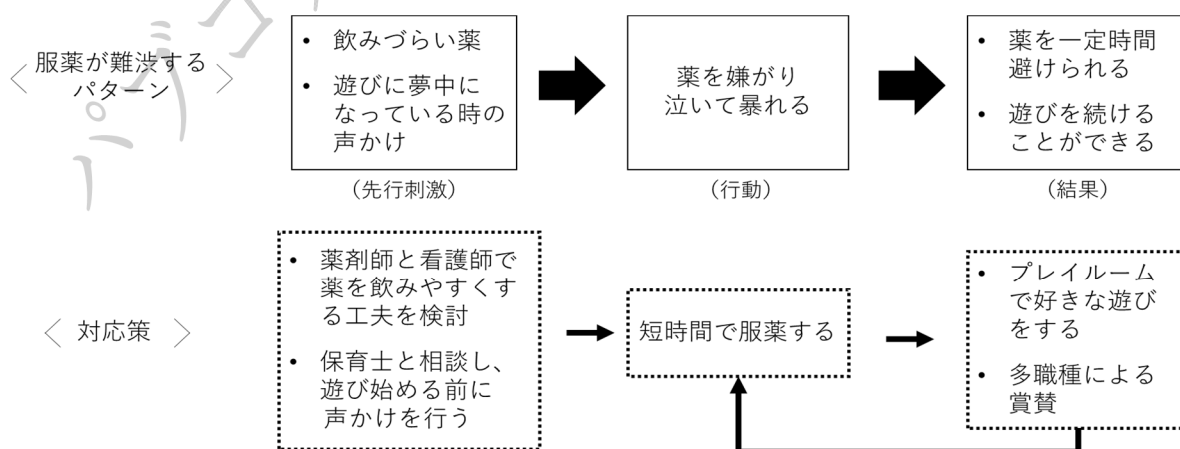 服薬が難渋する
パターン
• 飲みづらい薬
• 遊びに夢中に
なっている時の
声かけ
(先行刺激)
薬を嫌がり
泣いて暴れる
(行動)
• 薬を一定時間
避けられる
• 遊びを続ける
ことができる
(結果)
〈 対応策 〉
• 薬剤師と看護師で
薬を飲みやすくす
る工夫を検討
• 保育士と相談し、
遊び始める前に
声かけを行う
短時間で服薬する
• プレイルーム
で好きな遊び
をする
• 多職種による
賞賛